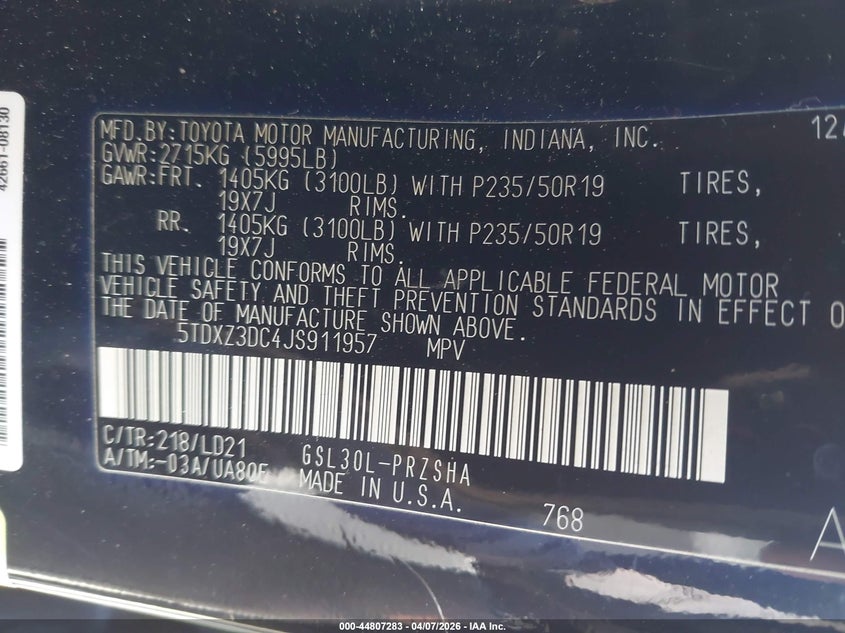 42661-08130
MFD.BY:TOYOTA MOTOR MANUFACTURING, INDIANA, INC. 12/
GVWR:2715KG (5995LB)
GAWR:FRT. 1405KG (3100LB) WITH P235/50R19 TIRES,
19X7J RIMS.
RR. 1405KG (3100LB) WITH P235/50R19 TIRES,
19X7J RIMS.
THIS VEHICLE CONFORMS TO ALL APPLICABLE FEDERAL MOTOR
VEHICLE SAFETY AND THEFT PREVENTION STANDARDS IN EFFECT O
THE DATE OF MANUFACTURE SHOWN ABOVE.
5TDXZ3DC4JS911957 MPV
C/TR:218/LD21 GSL30L-PRZSHA
A/TM:-03A/UA80E MADE IN U.S.A.
768
A
000-44807283 - 04/07/2026 - IAA Inc.